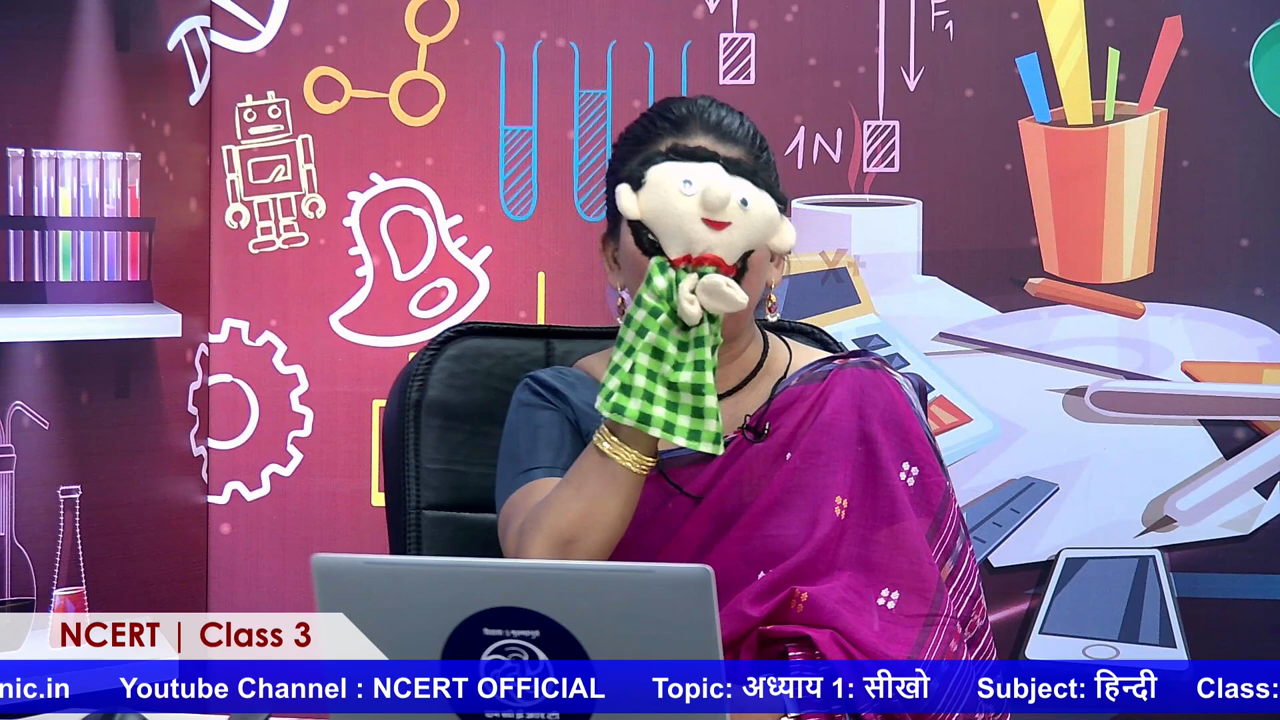 F₁
1N
NCERT | Class 3
nic.in Youtube Channel : NCERT OFFICIAL Topic: अध्याय 1: सीखो Subject: हिन्दी Class: